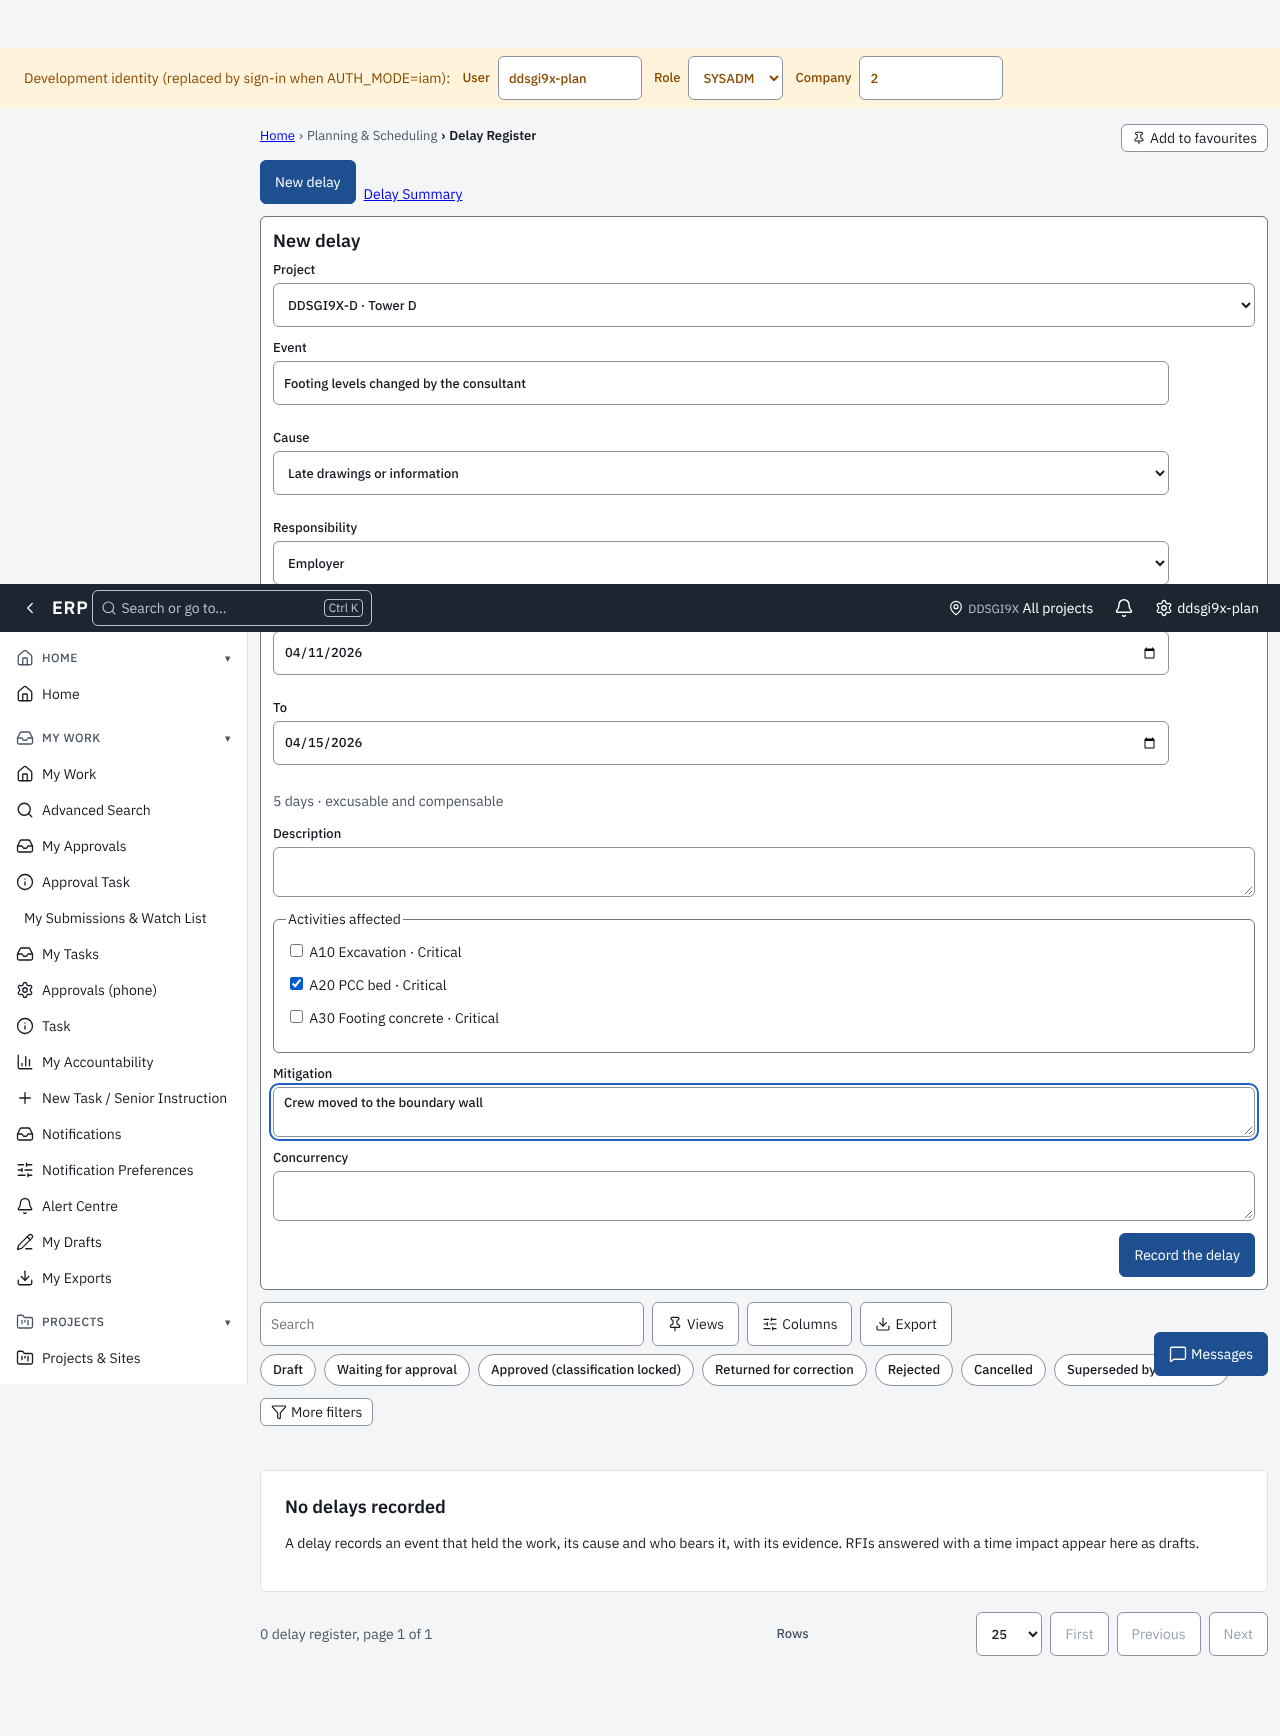 Development identity (replaced by sign-in when AUTH_MODE=iam): User ddsgi9x-plan Role SYSADM Company 2
Home › Planning & Scheduling › Delay Register
Add to favourites
New delay
Delay Summary
New delay
Project
DDSGI9X-D · Tower D
Event
Footing levels changed by the consultant
Cause
Late drawings or information
Responsibility
Employer
ERP
Search or go to...
Ctrl K
DDSGI9X All projects
ddsgi9x-plan
04/11/2026
To
04/15/2026
5 days · excusable and compensable
Description
Activities affected
A10 Excavation · Critical
A20 PCC bed · Critical
A30 Footing concrete · Critical
Mitigation
Crew moved to the boundary wall
Concurrency
Record the delay
HOME
Home
MY WORK
My Work
Advanced Search
My Approvals
Approval Task
My Submissions & Watch List
My Tasks
Approvals (phone)
Task
My Accountability
New Task / Senior Instruction
Notifications
Notification Preferences
Alert Centre
My Drafts
My Exports
PROJECTS
Projects & Sites
Search
Views
Columns
Export
Draft
Waiting for approval
Approved (classification locked)
Returned for correction
Rejected
Cancelled
Superseded by
Messages
More filters
No delays recorded
A delay records an event that held the work, its cause and who bears it, with its evidence. RFIs answered with a time impact appear here as drafts.
0 delay register, page 1 of 1
Rows
25
First
Previous
Next